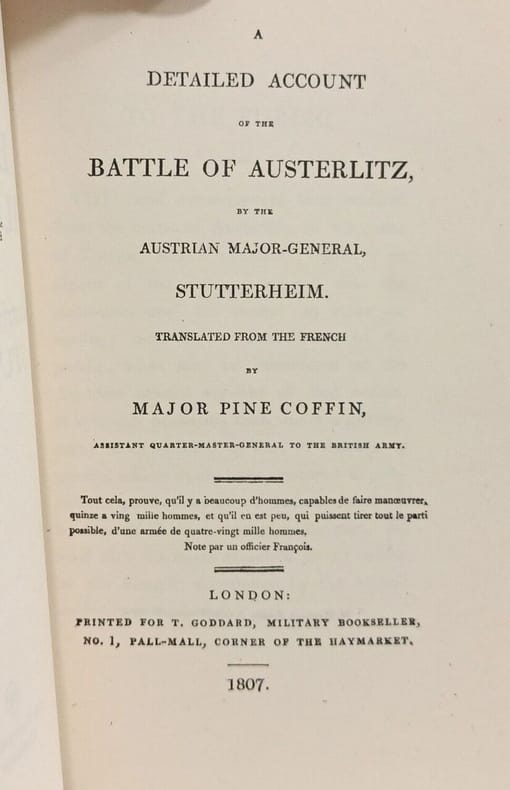 A
DETAILED ACCOUNT
OF THE
BATTLE OF AUSTERLITZ,
BY THE
AUSTRIAN MAJOR-GENERAL,
STUTTERHEIM.
TRANSLATED FROM THE FRENCH
BY
MAJOR PINE COFFIN,
ASSISTANT QUARTER-MASTER-GENERAL TO THE BRITISH ARMY.
Tout cela, prouve, qu'il y a beaucoup d'hommes, capables de faire manœuvrer,
quinze a ving mille hommes, et qu'il en est peu, qui puissent tirer tout le parti
possible, d'une armée de quatre-vingt mille hommes,
Note par un officier François.
LONDON:
PRINTED FOR T. GODDARD, MILITARY BOOKSELLER,
NO. 1, PALL-MALL, CORNER OF THE HAYMARKET.
1807.